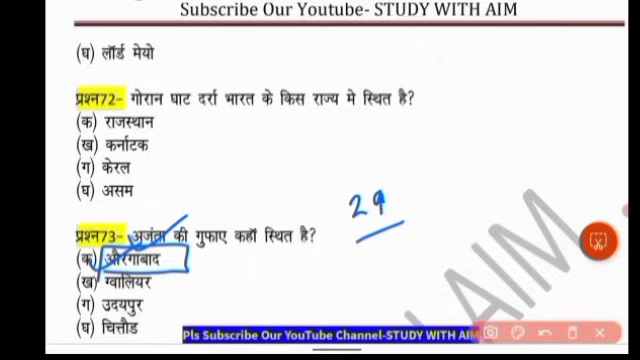 Subscribe Our Youtube- STUDY WITH AIM
(घ) लॉर्ड मेयो
प्रश्न72- गोरान घाट दर्रा भारत के किस राज्य मे स्थित है?
(क) राजस्थान
(ख) कर्नाटक
(ग) केरल
(घ) असम
29
प्रश्न73- अजंता की गुफाए कहाँ स्थित है?
(क) औरंगाबाद
(ख) ग्वालियर
(ग) उदयपुर
(घ) चित्तौड
AIM
Pls Subscribe Our YouTube Channel-STUDY WITH AIM